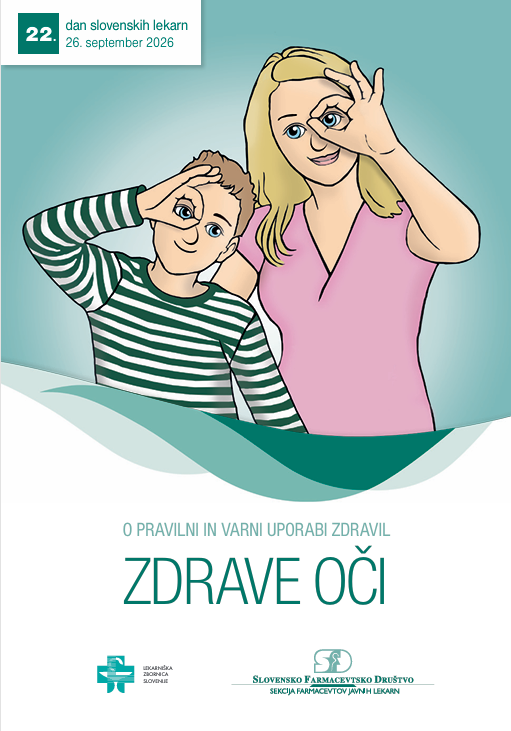 22. dan slovenskih lekarn
26. september 2026
O PRAVILNI IN VARNI UPORABI ZDRAVIL
ZDRAVE OČI
LEKARNIŠKA
ZBORNICA
SLOVENIJE
SLOVENSKO FARMACEVTSKO DRUŠTVO
SEKCIJA FARMACEVTOV JAVNIH LEKARN